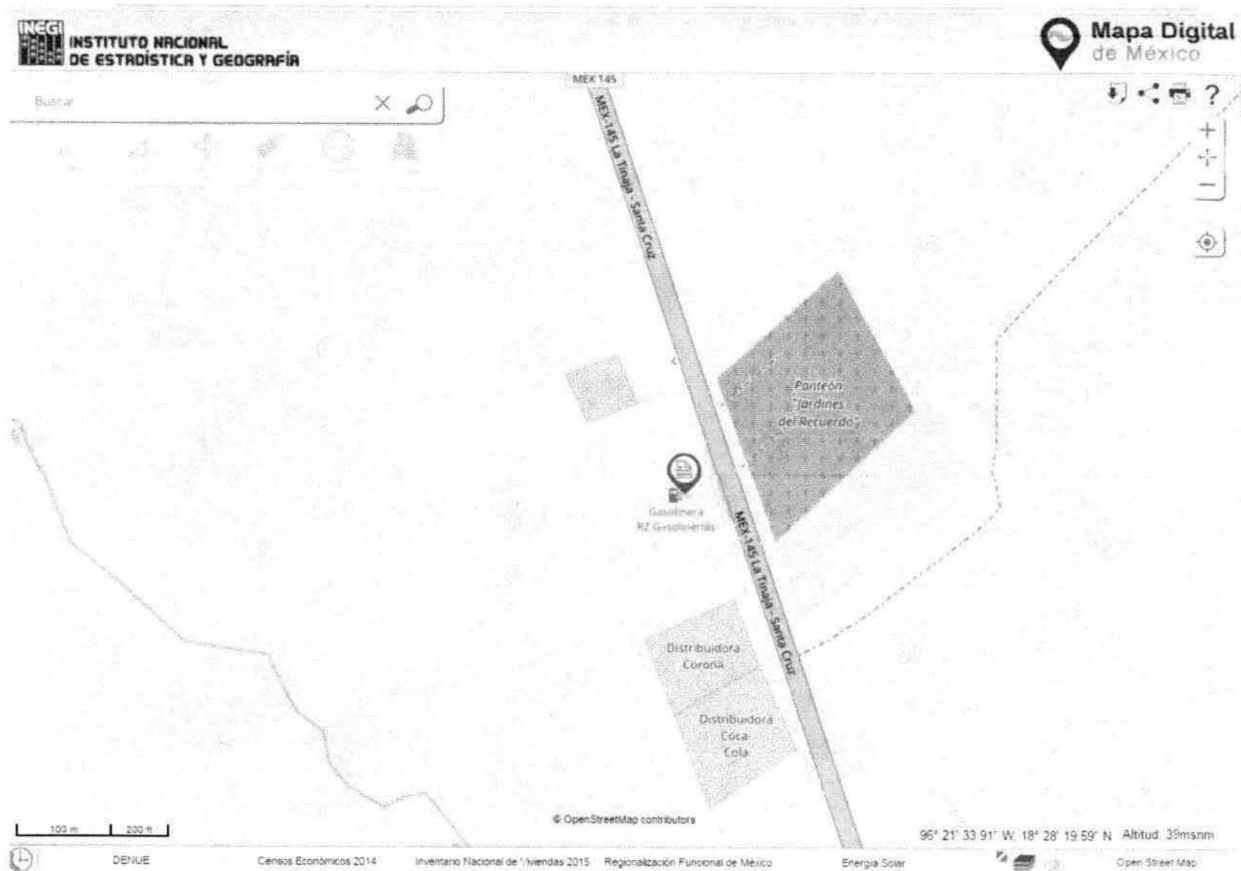 INEGI
INSTITUTO NACIONAL
DE ESTADÍSTICA Y GEOGRAFÍA
Mapa Digital
de México
Buscar
MEX 145
?
MEX-145 La Tinaja - Santa Cruz
Panteón
"Jardines
del Recuerdo"
Gasolinera
RZ Gasolinerias
MEX-145 La Tinaja - Santa Cruz
Distribuidora
Corona
Distribuidora
Coca
Cola
100 m 200 ft
© OpenStreetMap contributors
96° 21' 33.91" W, 18° 28' 19.59" N Altitud: 39msnm
DENUE Censos Económicos 2014 Inventario Nacional de Viviendas 2015 Regionalización Funcional de México Energia Solar Open Street Map